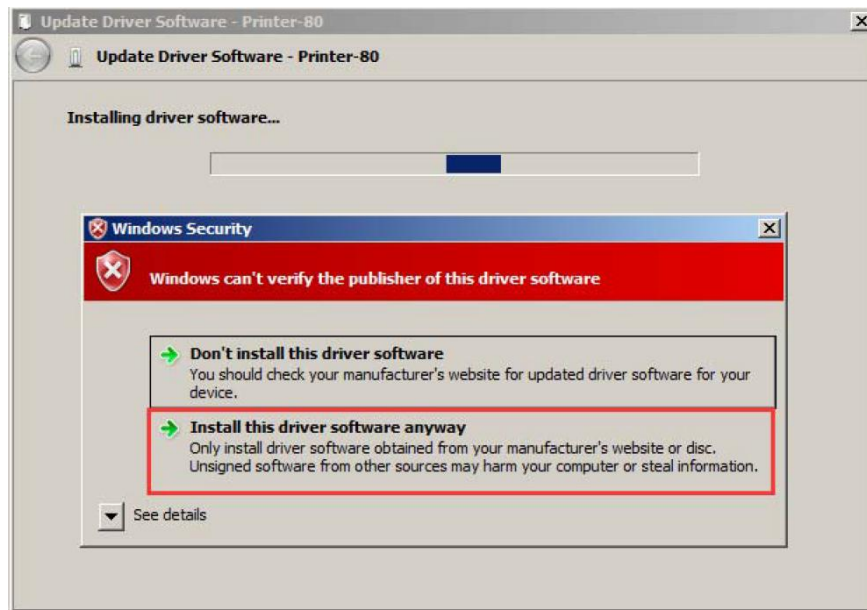 Update Driver Software - Printer-80
Update Driver Software - Printer-80
Installing driver software...
Windows Security
Windows can't verify the publisher of this driver software
Don't install this driver software
You should check your manufacturer's website for updated driver software for your
device.
Install this driver software anyway
Only install driver software obtained from your manufacturer's website or disc.
Unsigned software from other sources may harm your computer or steal information.
See details